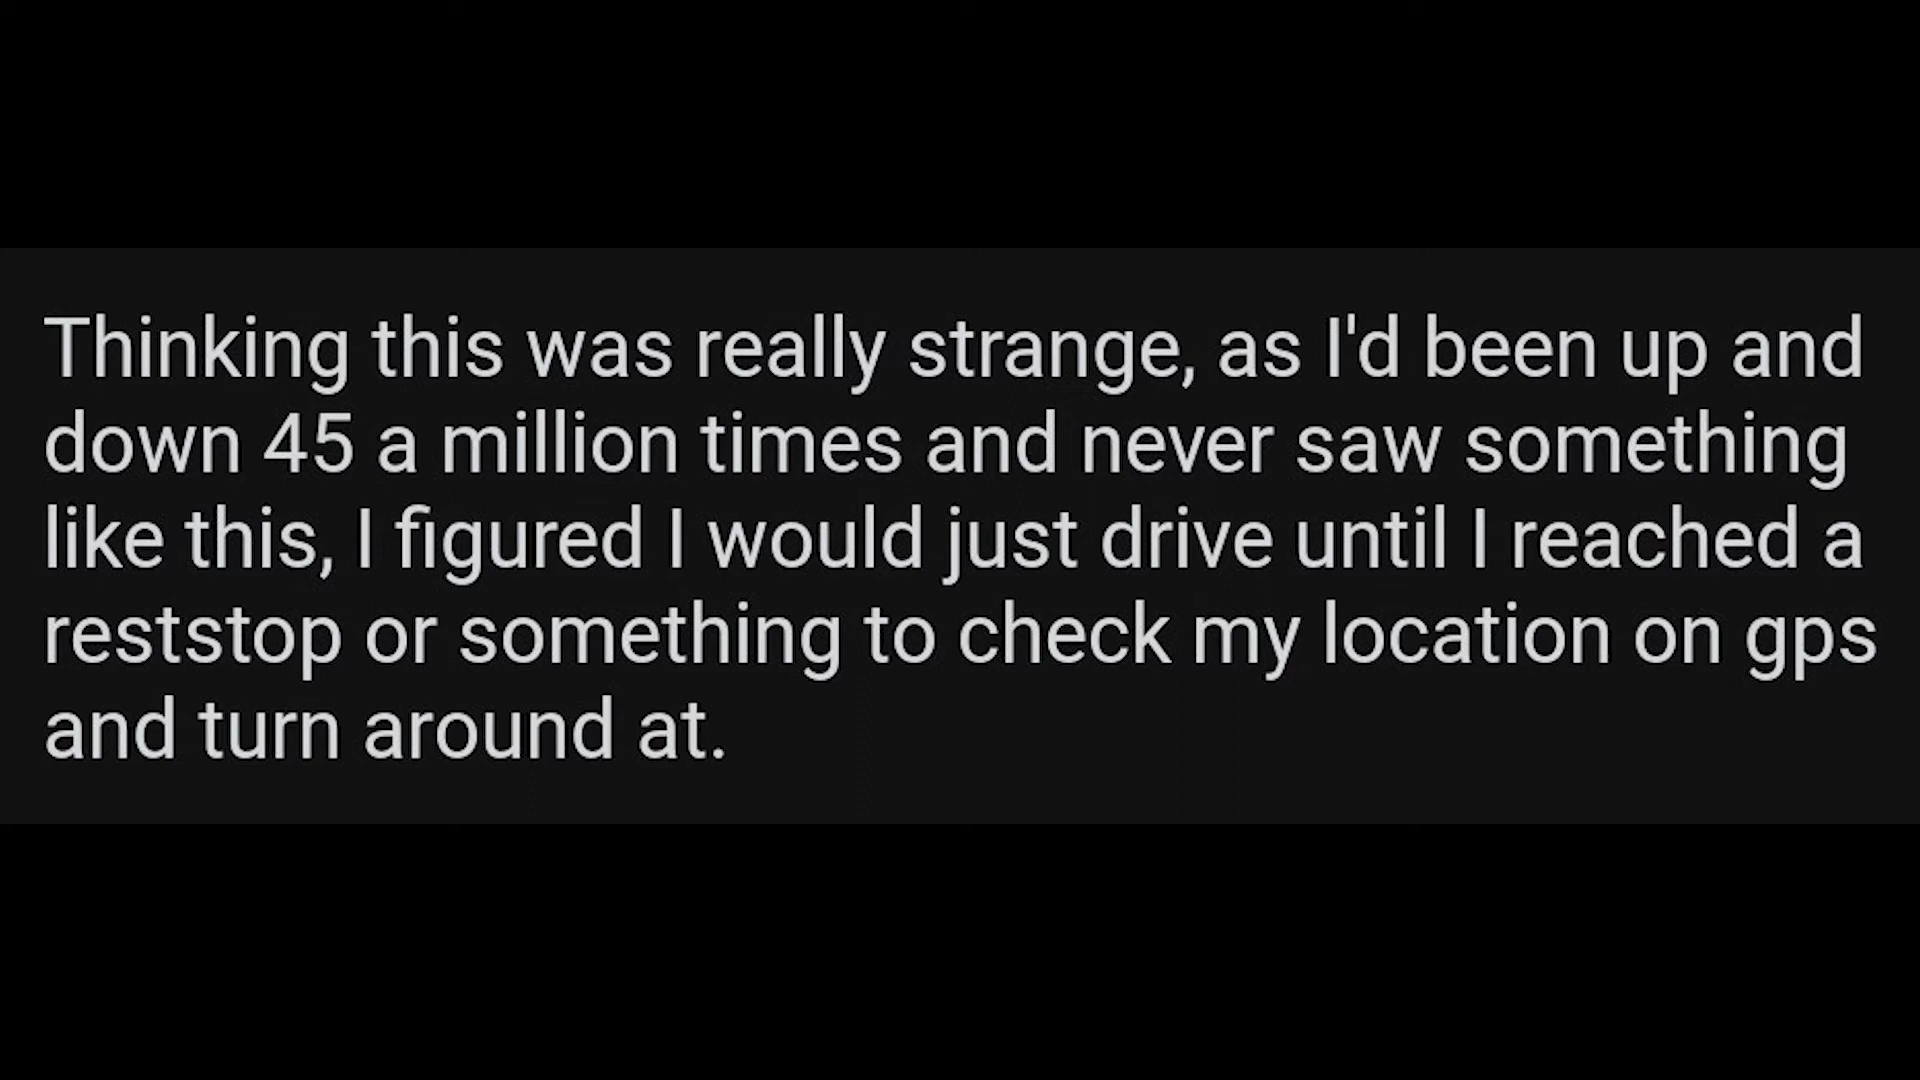 Thinking this was really strange, as I'd been up and
down 45 a million times and never saw something
like this, I figured I would just drive until I reached a
reststop or something to check my location on gps
and turn around at.